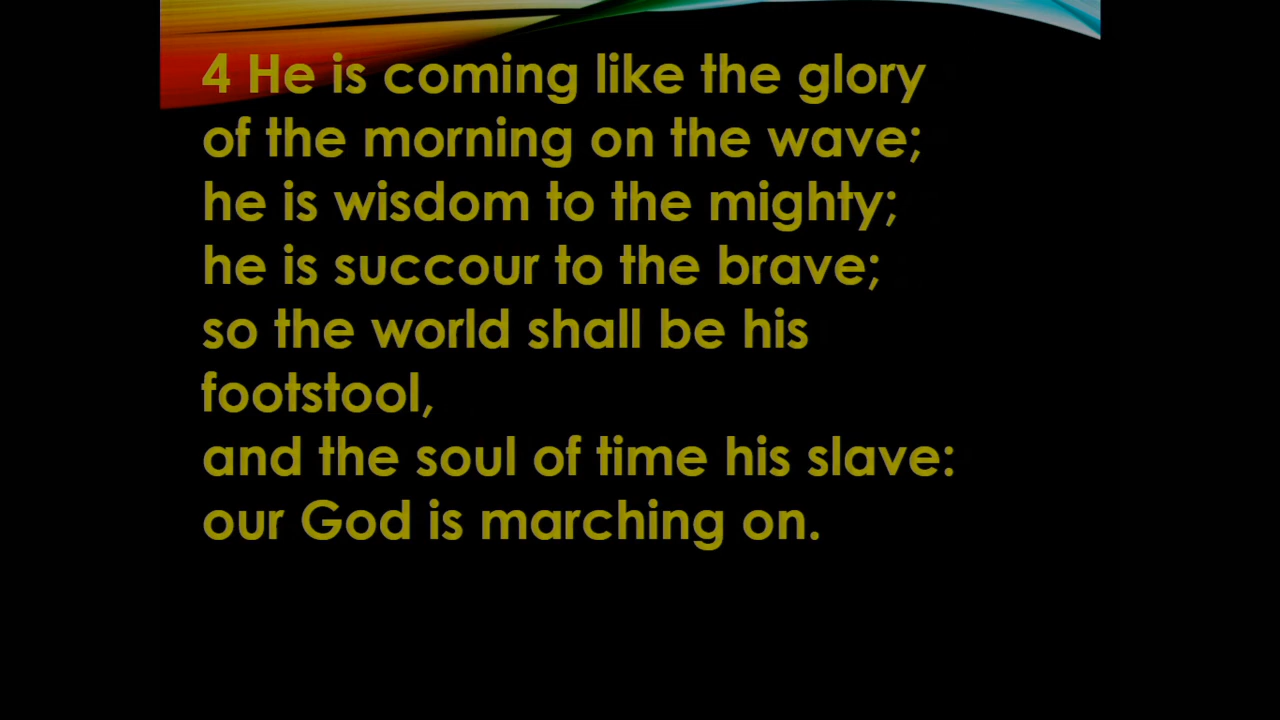 4 He is coming like the glory
of the morning on the wave;
he is wisdom to the mighty;
he is succour to the brave;
so the world shall be his
footstool,
and the soul of time his slave:
our God is marching on.